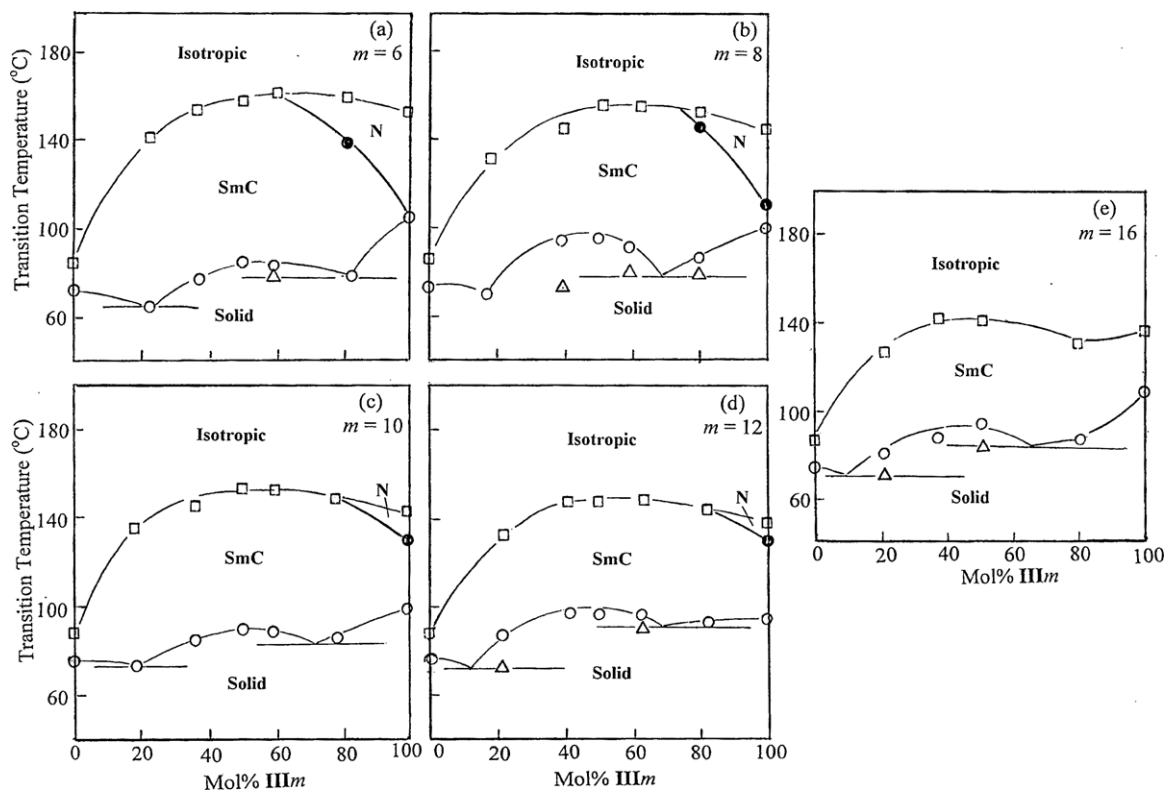 (a)
m = 6
Isotropic
N
SmC
Solid
180
140
100
60
Transition Temperature (°C)
(b)
m = 8
Isotropic
N
SmC
Solid
(c)
m = 10
Isotropic
N
SmC
Solid
180
140
100
60
Transition Temperature (°C)
0 20 40 60 80 100
Mol% IIIm
(d)
m = 12
Isotropic
N
SmC
Solid
0 20 40 60 80 100
Mol% IIIm
(e)
m = 16
Isotropic
SmC
Solid
180
140
100
60
0 20 40 60 80 100
Mol% IIIm